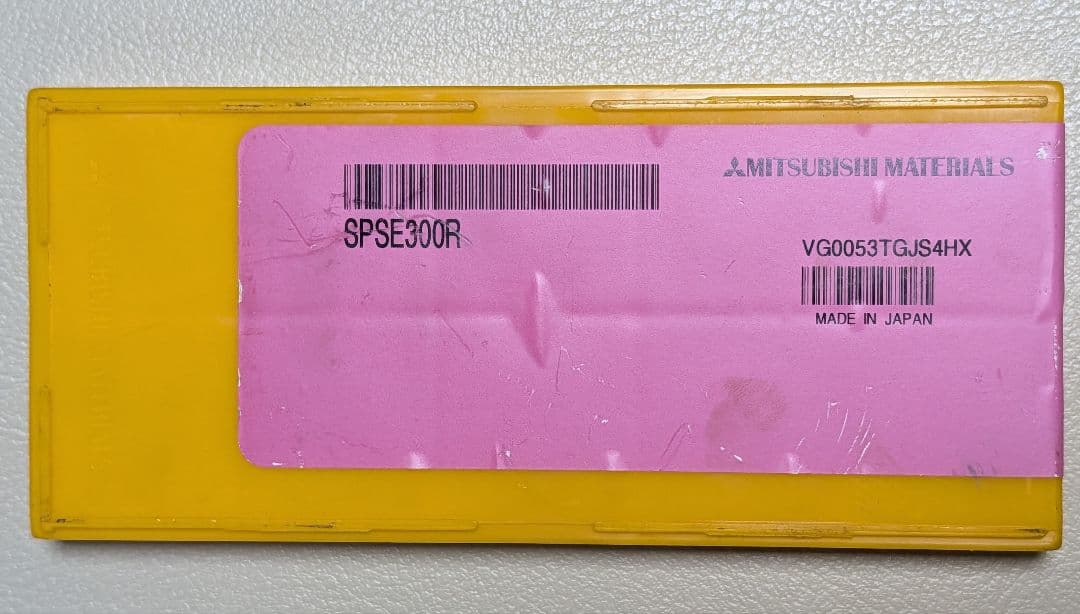 MITSUBISHI MATERIALS
SPSE300R
VG0053TGJS4HX
MADE IN JAPAN